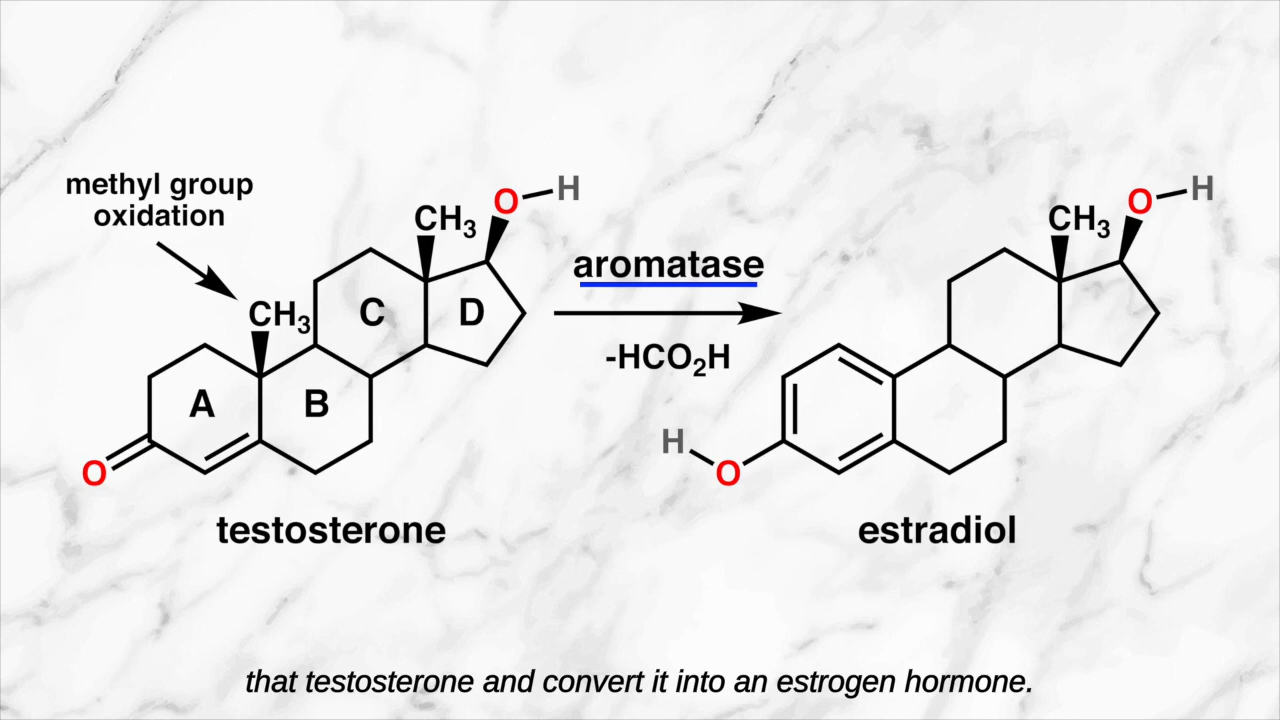 methyl group
oxidation
CH₃
O
H
CH₃
A
B
C
D
O
testosterone
aromatase
-HCO₂H
CH₃
O
H
H
O
estradiol
that testosterone and convert it into an estrogen hormone.